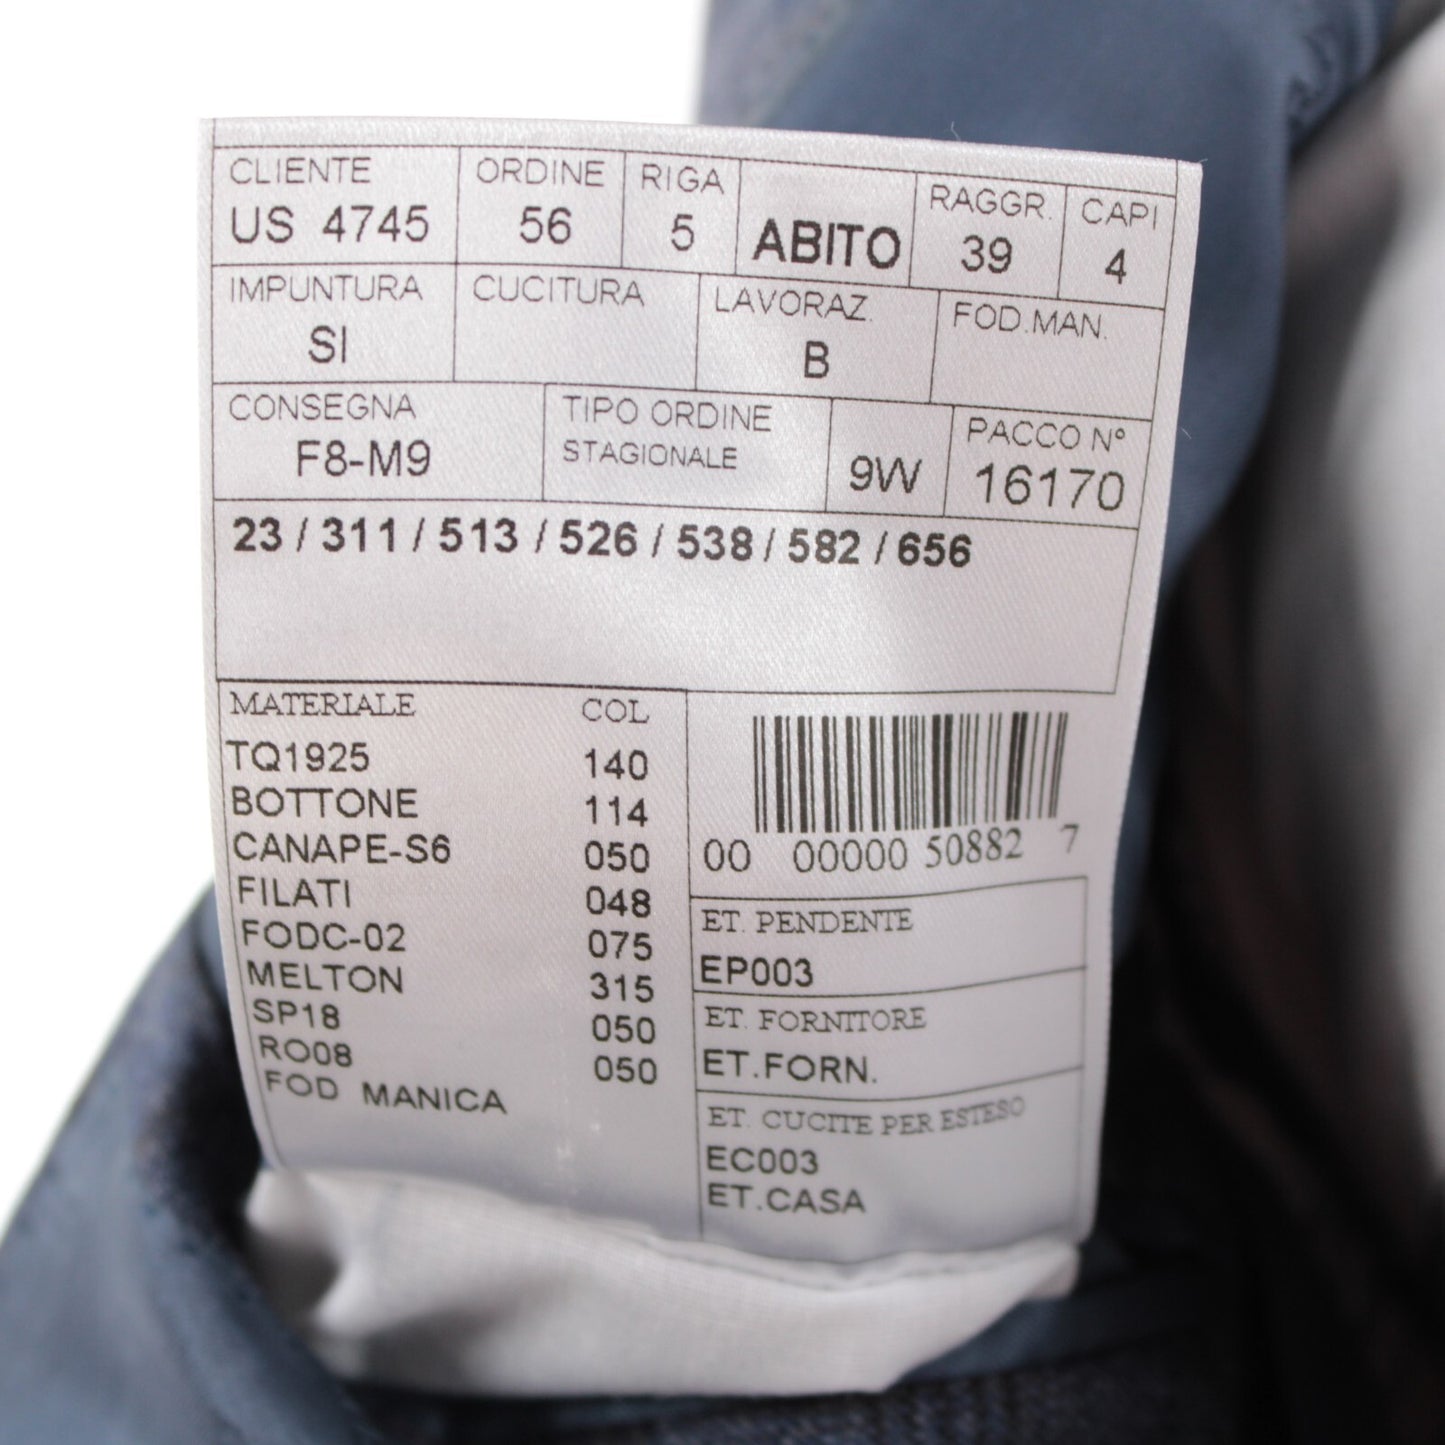 CLIENTE ORDINE RIGA ABITO RAGGR. CAPI
US 4745 56 5 39 4
IMPUNTURA CUCITURA LAVORAZ. FOD.MAN.
SI B
CONSEGNA TIPO ORDINE PACCO N°
F8-M9 STAGIONALE 9W 16170
23 / 311 / 513 / 526 / 538 / 582 / 656
MATERIALE COL
TQ1925 140
BOTTONE 114
CANAPE-S6 050
FILATI 048
FODC-02 075
MELTON 315
SP18 050
RO08 050
FOD MANICA
00 00000 50882 7
ET. PENDENTE
EP003
ET. FORNITORE
ET.FORN.
ET. CUCITE PER ESTESO
EC003
ET.CASA